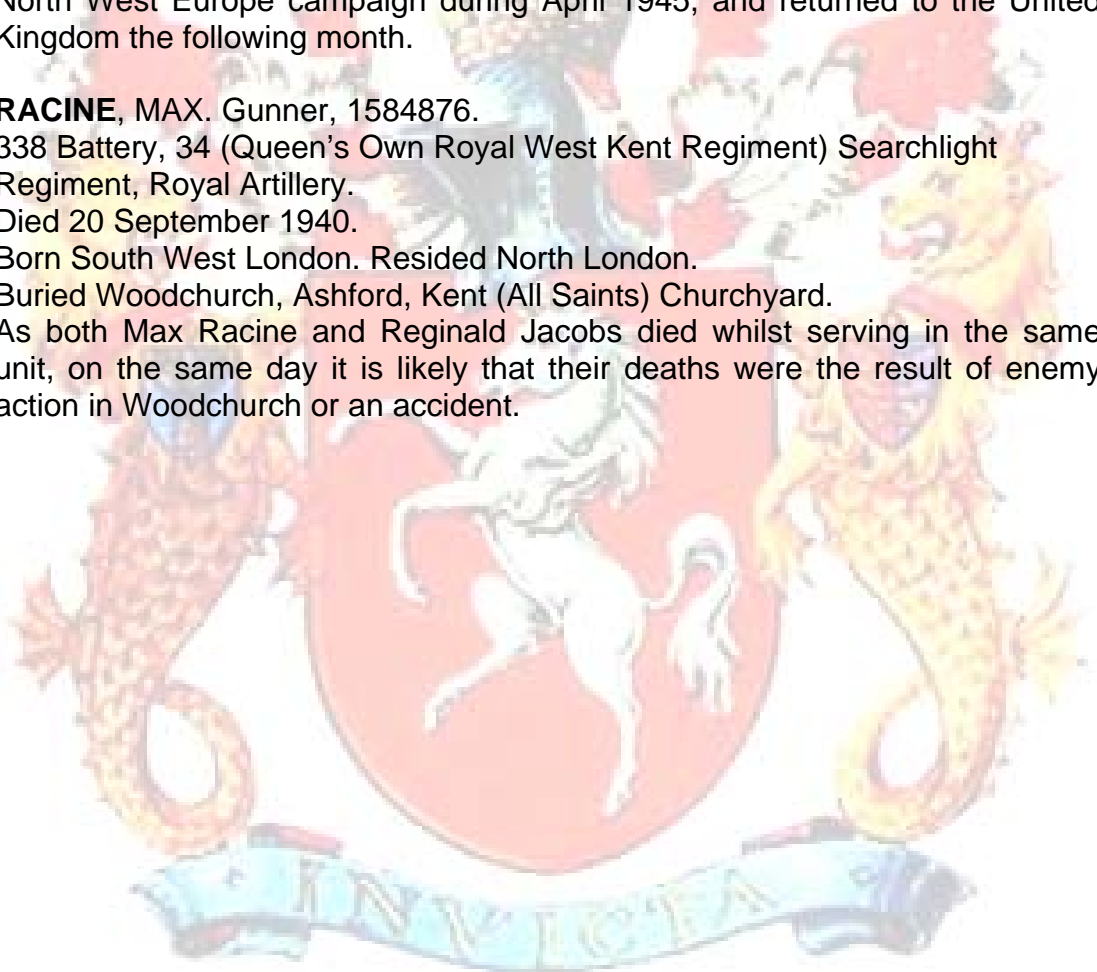 North West Europe campaign during April 1945, and returned to the United
Kingdom the following month.
RACINE, MAX. Gunner, 1584876.
338 Battery, 34 (Queen's Own Royal West Kent Regiment) Searchlight
Regiment, Royal Artillery.
Died 20 September 1940.
Born South West London. Resided North London.
Buried Woodchurch, Ashford, Kent (All Saints) Churchyard.
As both Max Racine and Reginald Jacobs died whilst serving in the same
unit, on the same day it is likely that their deaths were the result of enemy
action in Woodchurch or an accident.
INVICTA